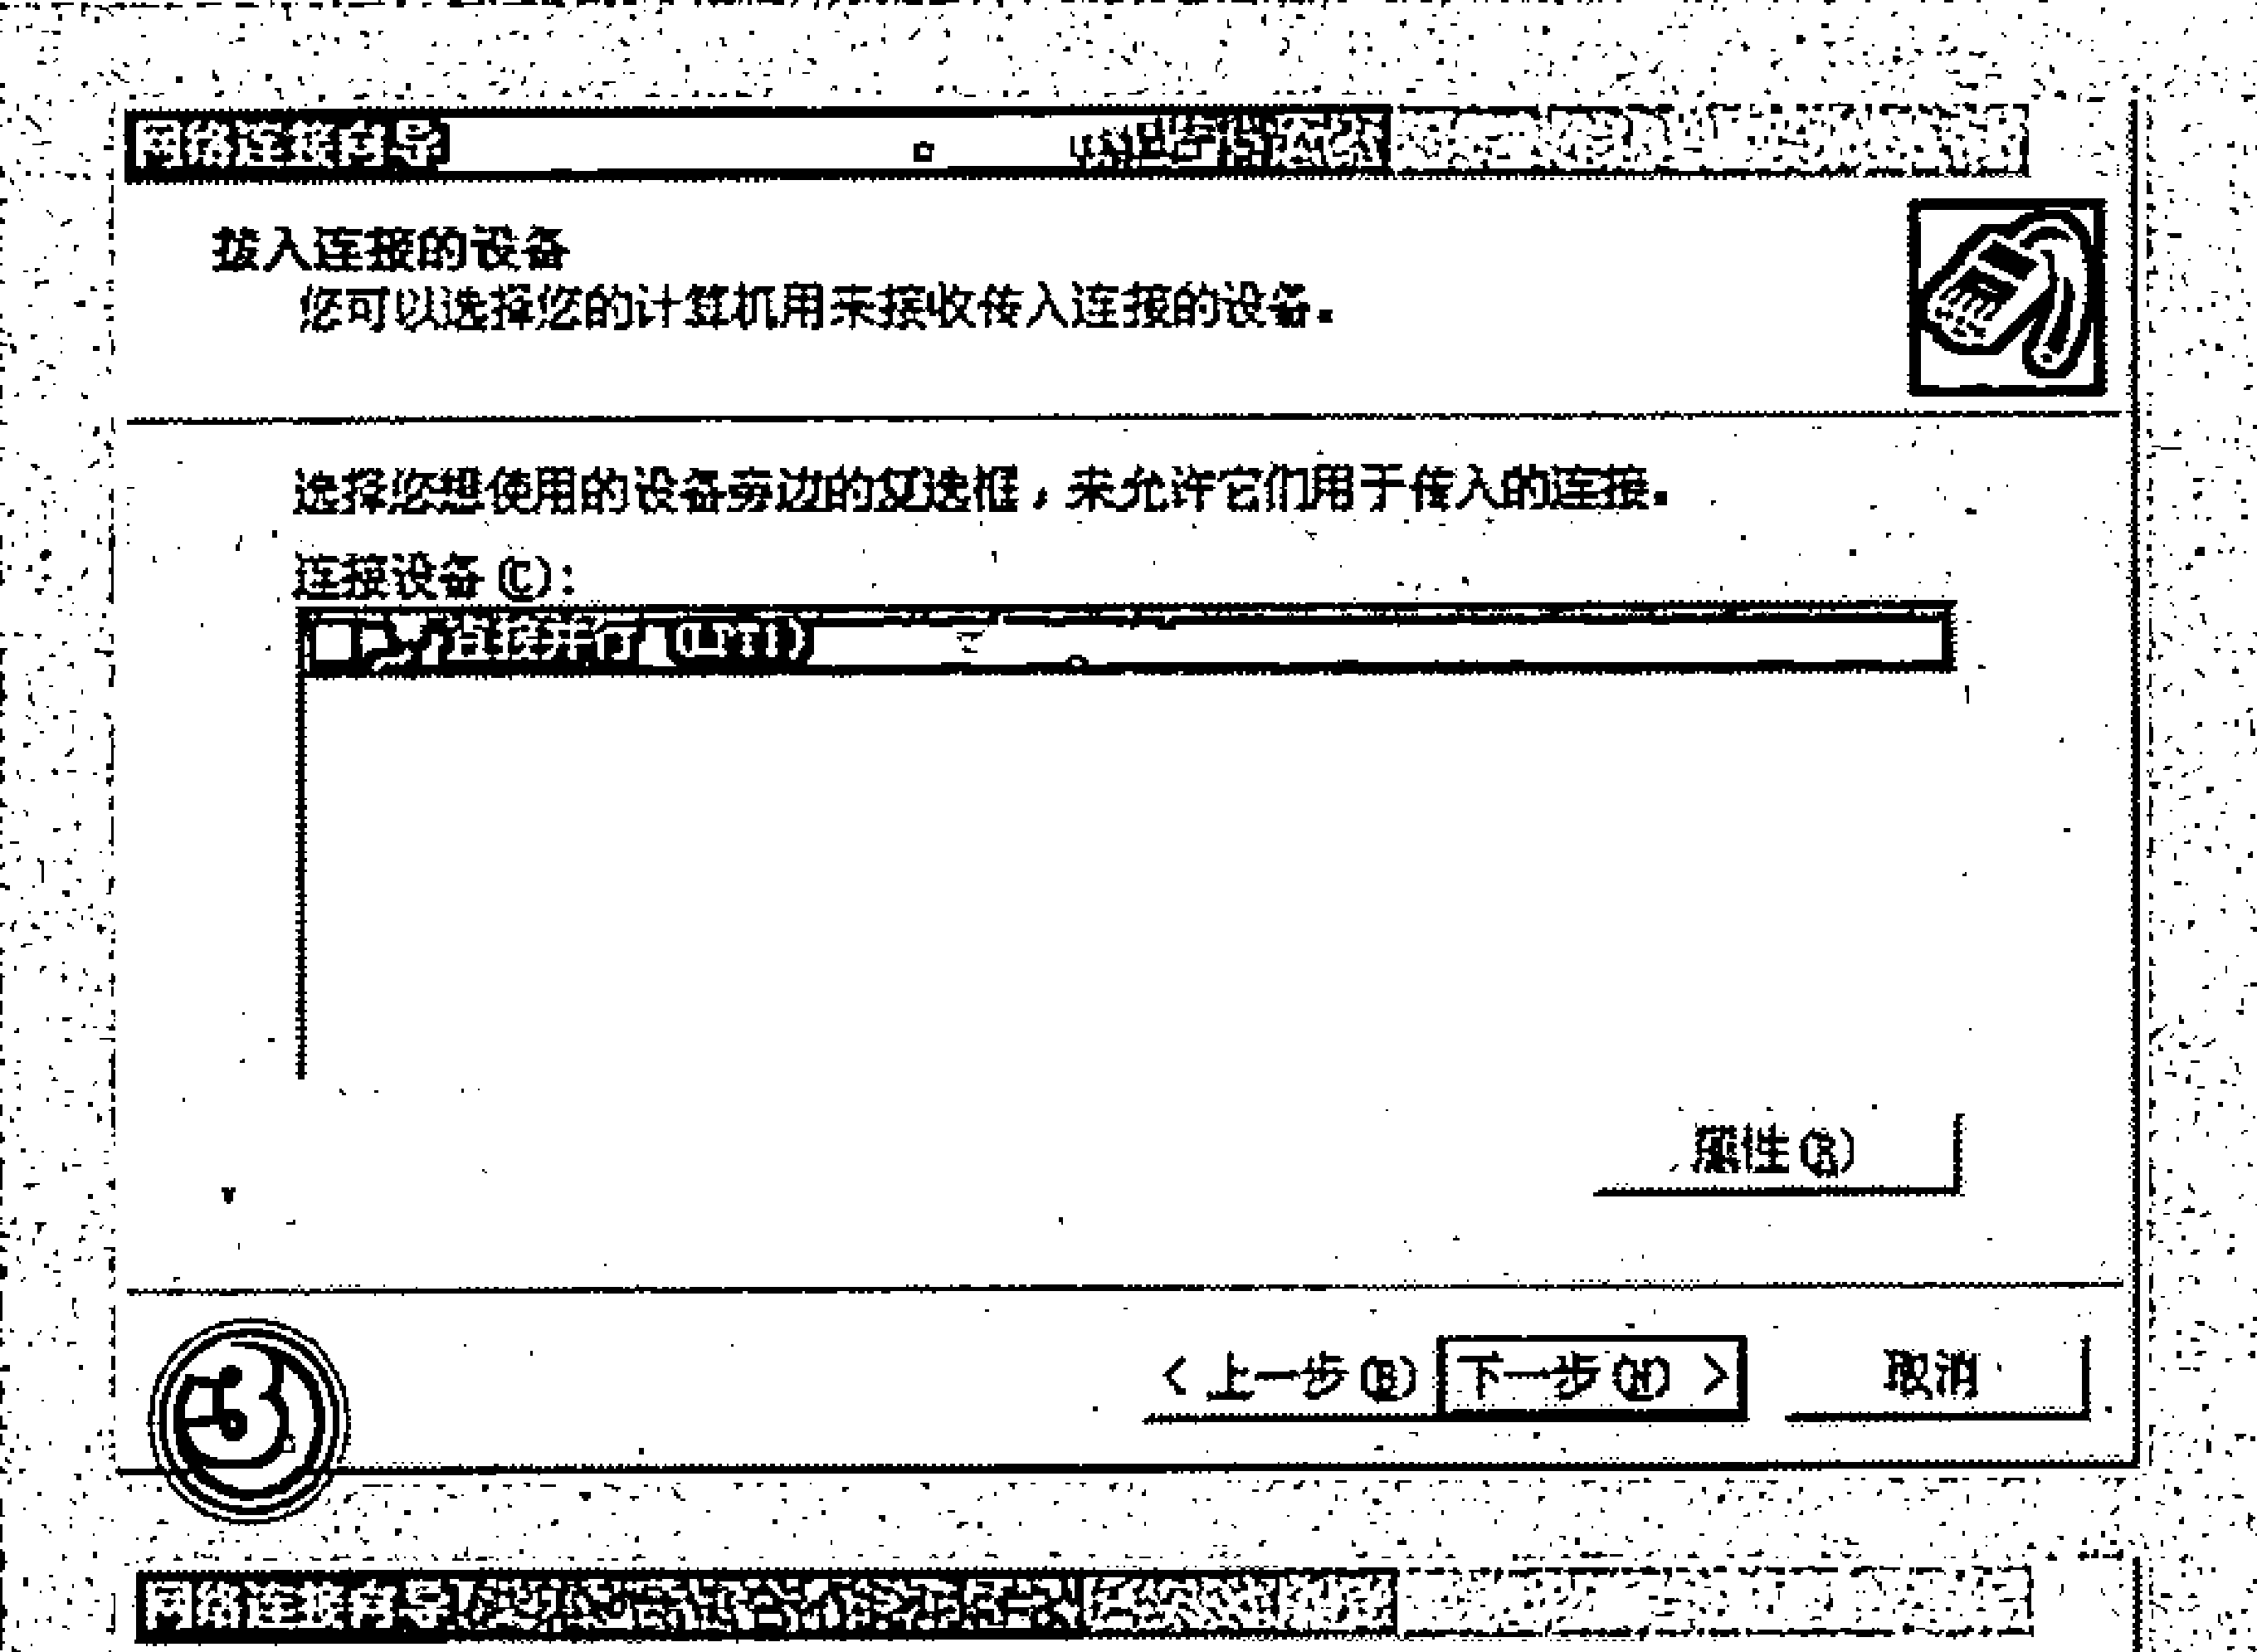 网络连接向导
拨入连接的设备
您可以选择您的计算机用来接收传入连接的设备。
选择您想使用的设备旁边的复选框，来允许它们用于传入的连接。
连接设备(C):
直接并行 (LPT1)
属性(R)
< 上一步(B) 下一步(N) > 取消
3
网络连接向导